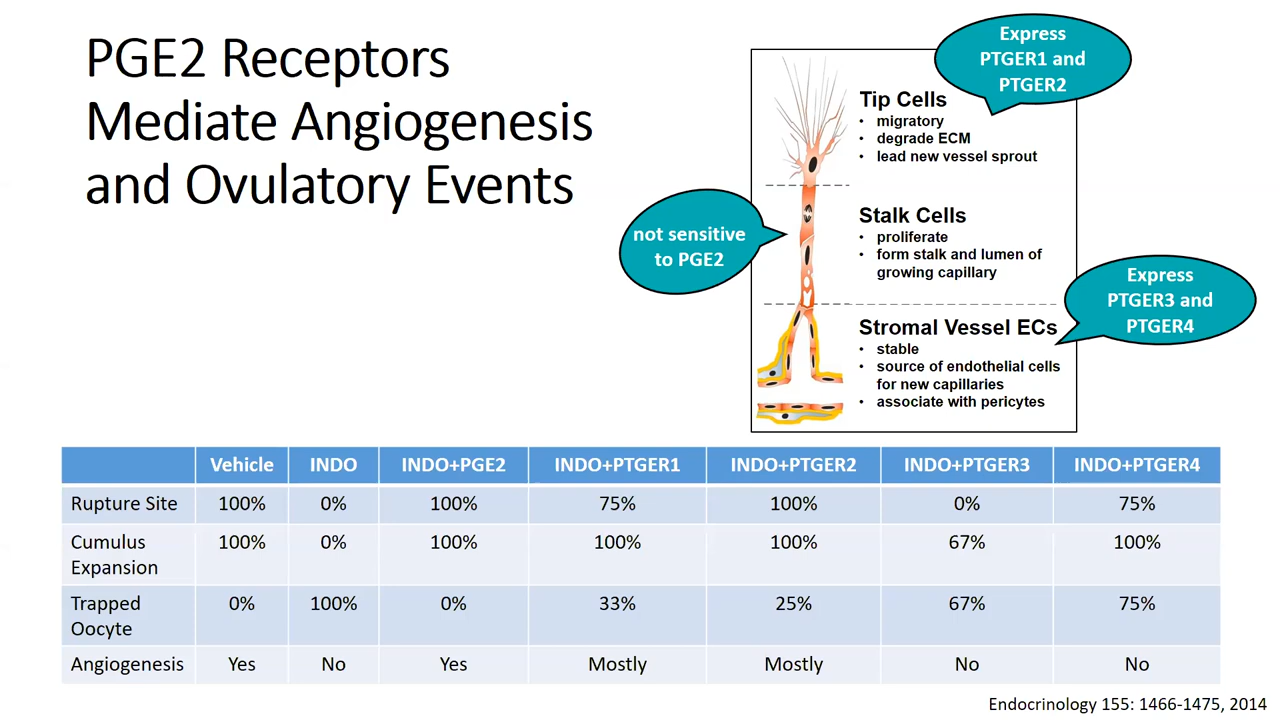 PGE2 Receptors
Mediate Angiogenesis
and Ovulatory Events
Express
PTGER1 and
PTGER2
Tip Cells
• migratory
• degrade ECM
• lead new vessel sprout
not sensitive
to PGE2
Stalk Cells
• proliferate
• form stalk and lumen of
growing capillary
Express
PTGER3 and
PTGER4
Stromal Vessel ECs
• stable
• source of endothelial cells
for new capillaries
• associate with pericytes
Vehicle INDO INDO+PGE2 INDO+PTGER1 INDO+PTGER2 INDO+PTGER3 INDO+PTGER4
Rupture Site 100% 0% 100% 75% 100% 0% 75%
Cumulus 100% 0% 100% 100% 100% 67% 100%
Expansion
Trapped 0% 100% 0% 33% 25% 67% 75%
Oocyte
Angiogenesis Yes No Yes Mostly Mostly No No
Endocrinology 155: 1466-1475, 2014